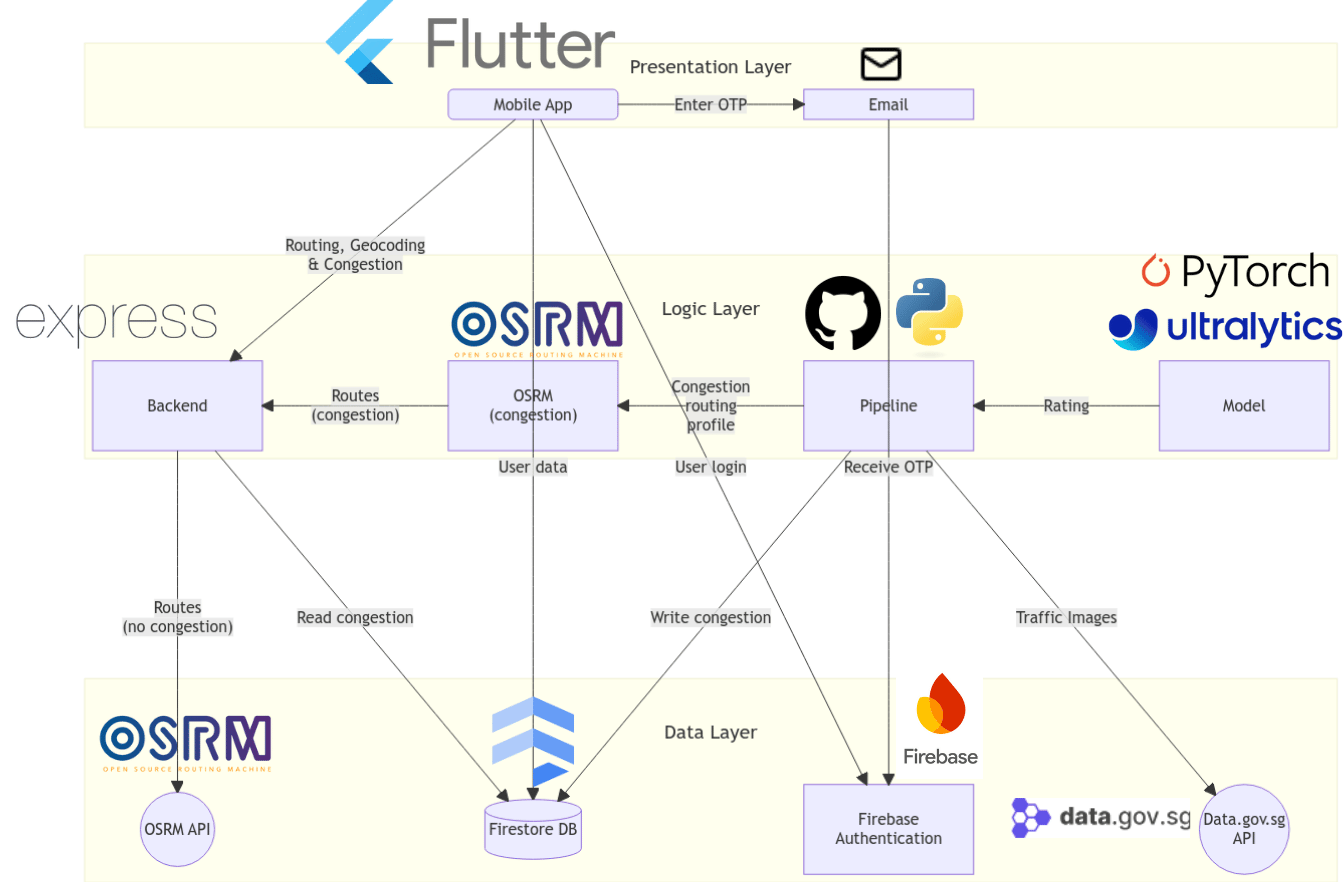 Flutter
Presentation Layer
Mobile App
Enter OTP
Email
Routing, Geocoding
& Congestion
express
OSRM
OPEN SOURCE ROUTING MACHINE
Logic Layer
PyTorch
ultralytics
Backend
Routes
(congestion)
OSRM
(congestion)
Congestion
routing
profile
Pipeline
Rating
Model
User data
User login
Receive OTP
Routes
(no congestion)
Read congestion
Write congestion
Traffic Images
OSRM
OPEN SOURCE ROUTING MACHINE
Data Layer
Firebase
OSRM API
Firestore DB
Firebase
Authentication
data.gov.sg
Data.gov.sg
API